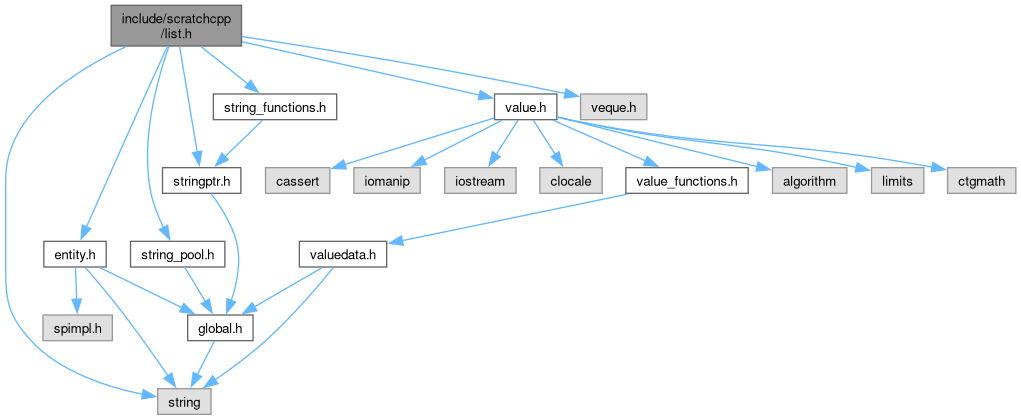 include/scratchcpp
/list.h
string_functions.h
value.h
veque.h
stringptr.h
cassert
iomanip
iostream
clocale
value_functions.h
algorithm
limits
ctgmath
entity.h
string_pool.h
valuedata.h
spimpl.h
global.h
string